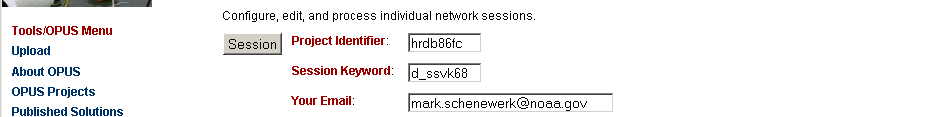 Configure, edit, and process individual network sessions.
Tools/OPUS Menu
Upload
About OPUS
OPUS Projects
Published Solutions
Session Project Identifier: hrdb86fc
Session Keyword: d_ssvk68
Your Email: mark.schenewerk@noaa.gov